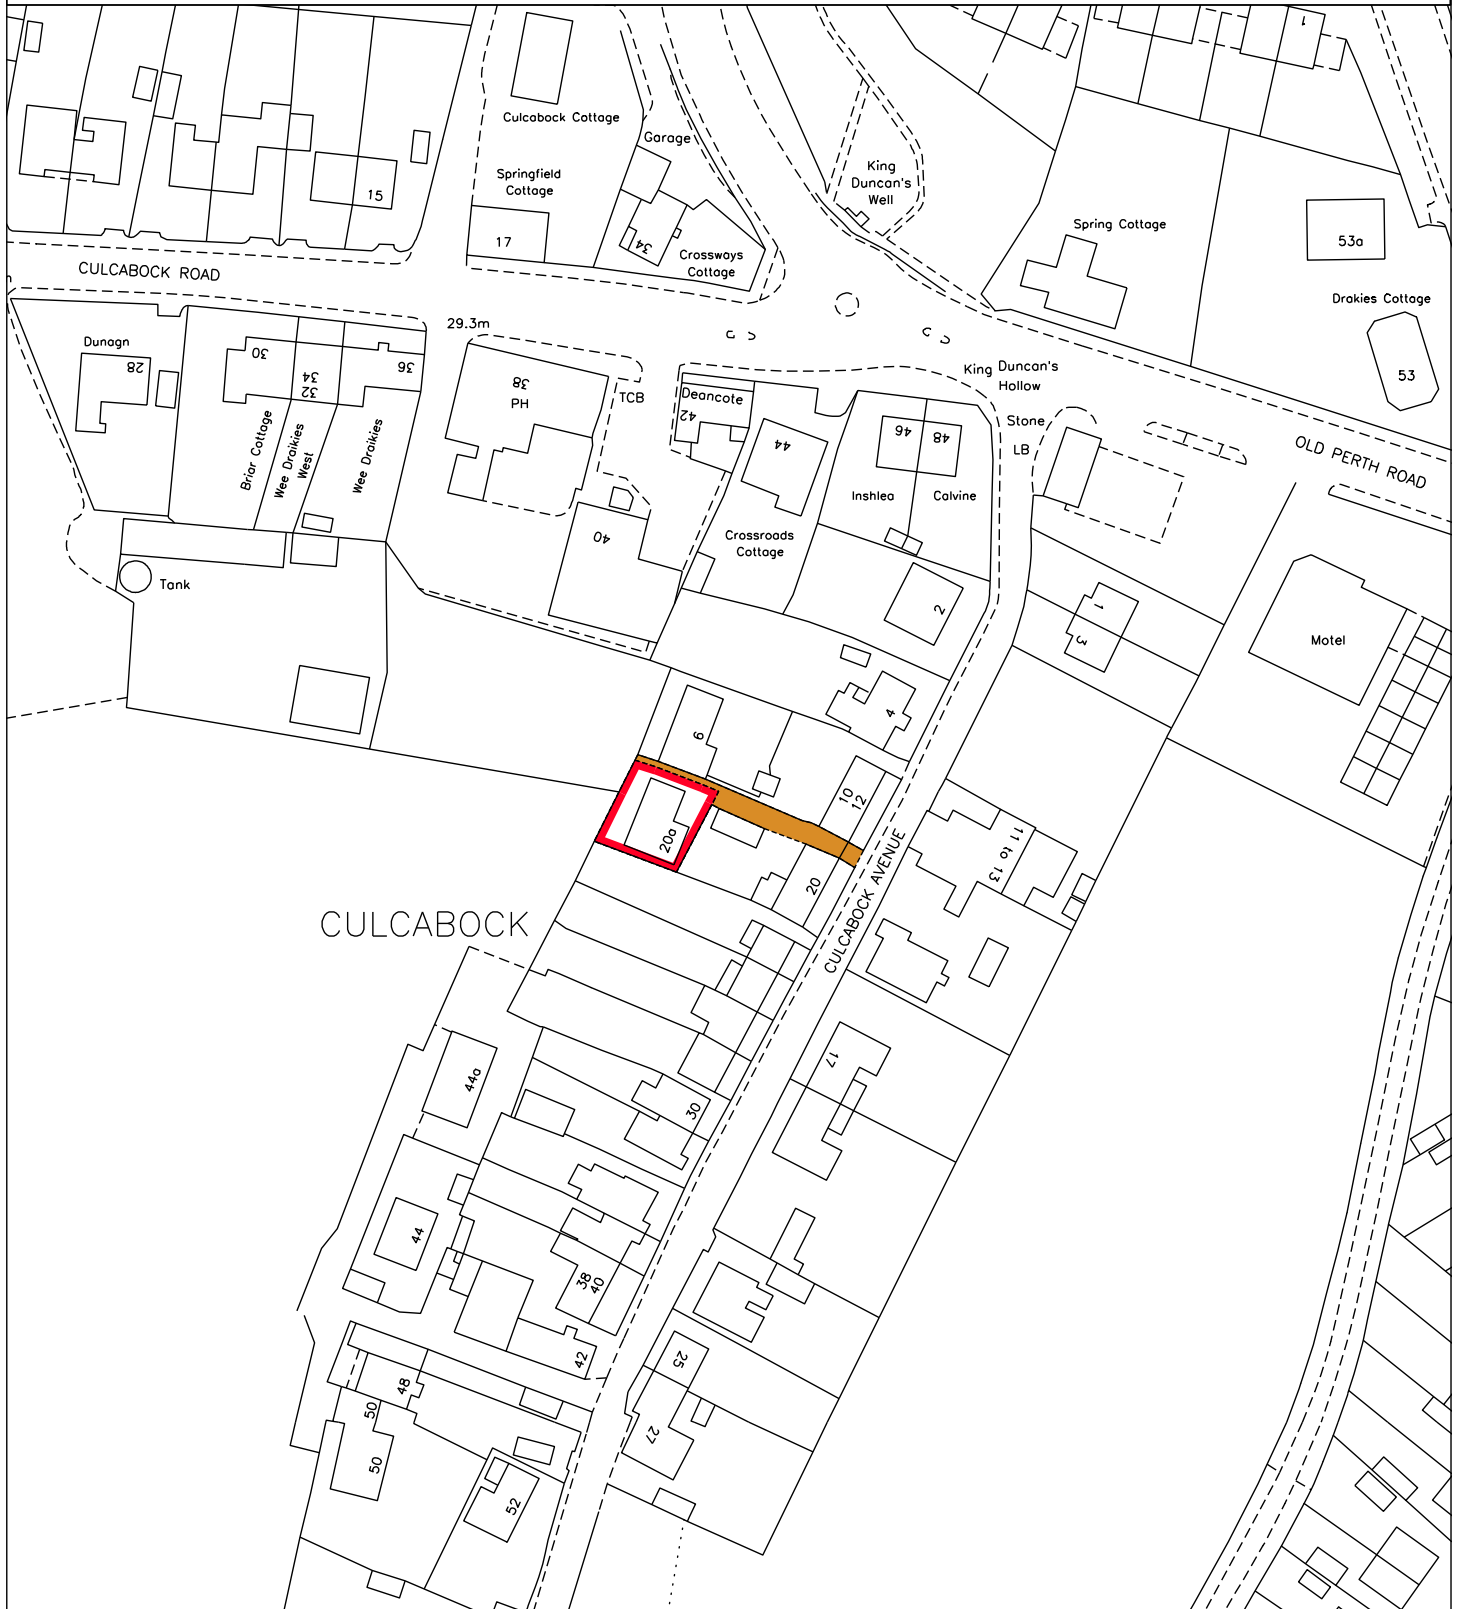 1
Culcabock Cottage
Garage
King
Duncan's
Well
Springfield
Cottage
15
17
34
Crossways
Cottage
Spring Cottage
53a
CULCABOCK ROAD
Drakies Cottage
29.3m
Dunagn
28
30
34
32
36
38
PH
TCB
Deancote
42
King Duncan's
Hollow
53
Stone
LB
44
46
48
OLD PERTH ROAD
Briar Cottage
Wee Draikies
West
Wee Draikies
Inshlea
Calvine
40
Crossroads
Cottage
Tank
2
1
3
Motel
4
6
10
12
20a
11 to 13
20
CULCABOCK AVENUE
CULCABOCK
17
44a
30
44
38
40
42
25
48
50
27
50
52